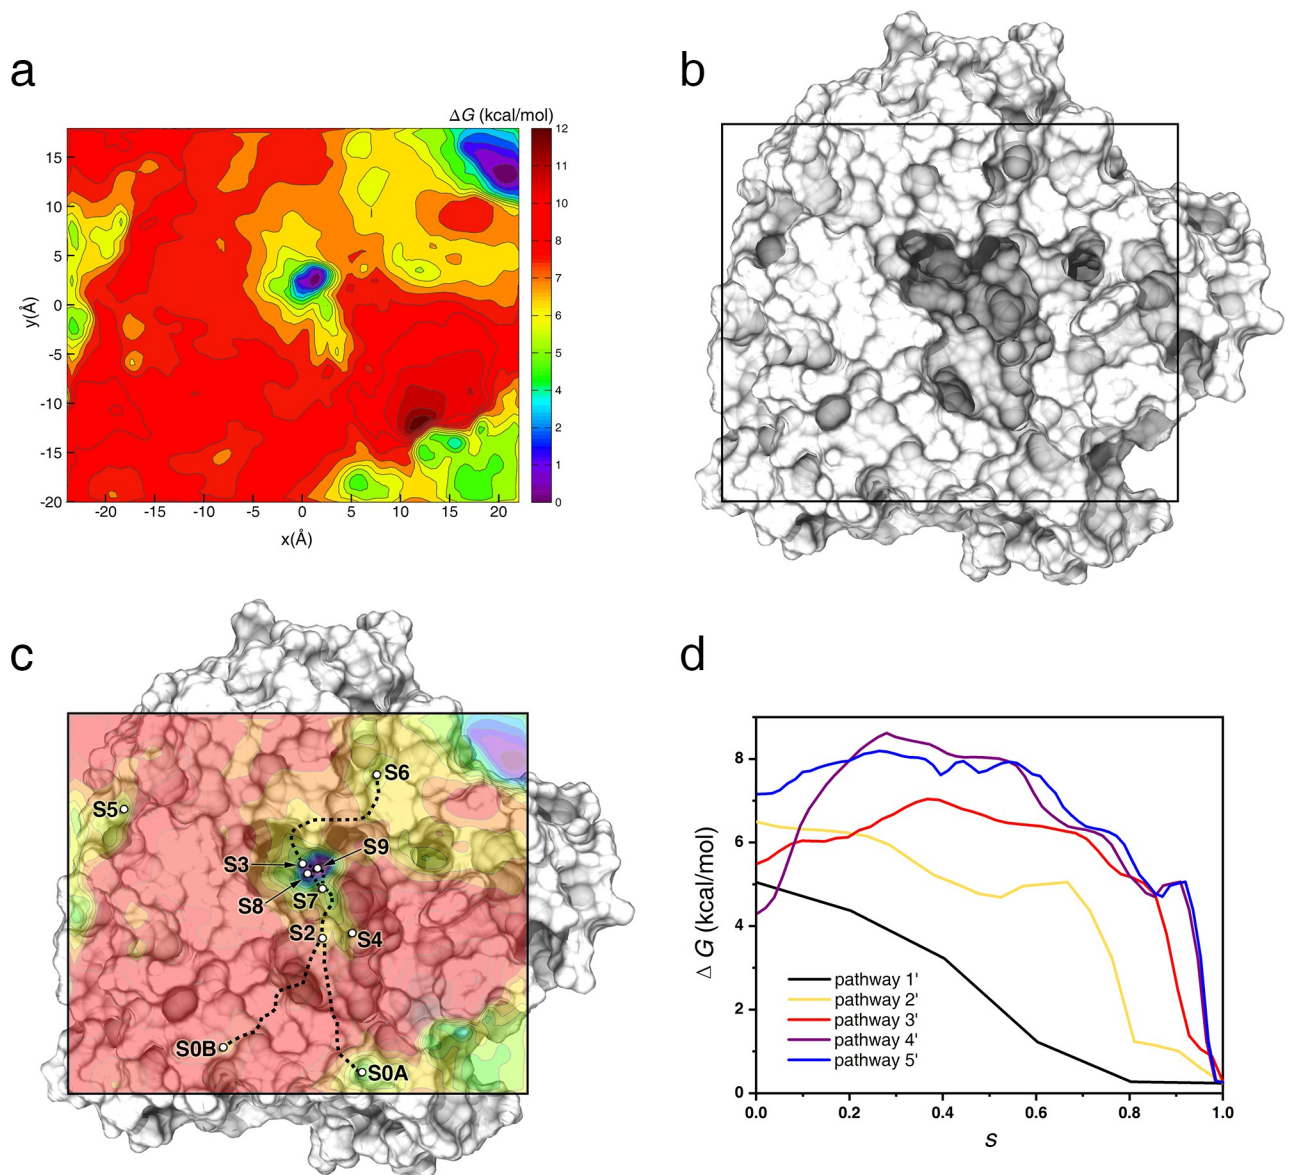 a
ΔG (kcal/mol)
12
11
10
9
8
7
6
5
4
3
2
1
0
15
10
5
0
-5
-10
-15
-20
y(Å)
-20 -15 -10 -5 0 5 10 15 20
x(Å)
b
c
S6
S5
S3
S9
S8
S7
S2
S4
S0B
S0A
d
8
6
4
2
0
Δ G (kcal/mol)
pathway 1'
pathway 2'
pathway 3'
pathway 4'
pathway 5'
0.0 0.2 0.4 0.6 0.8 1.0
s